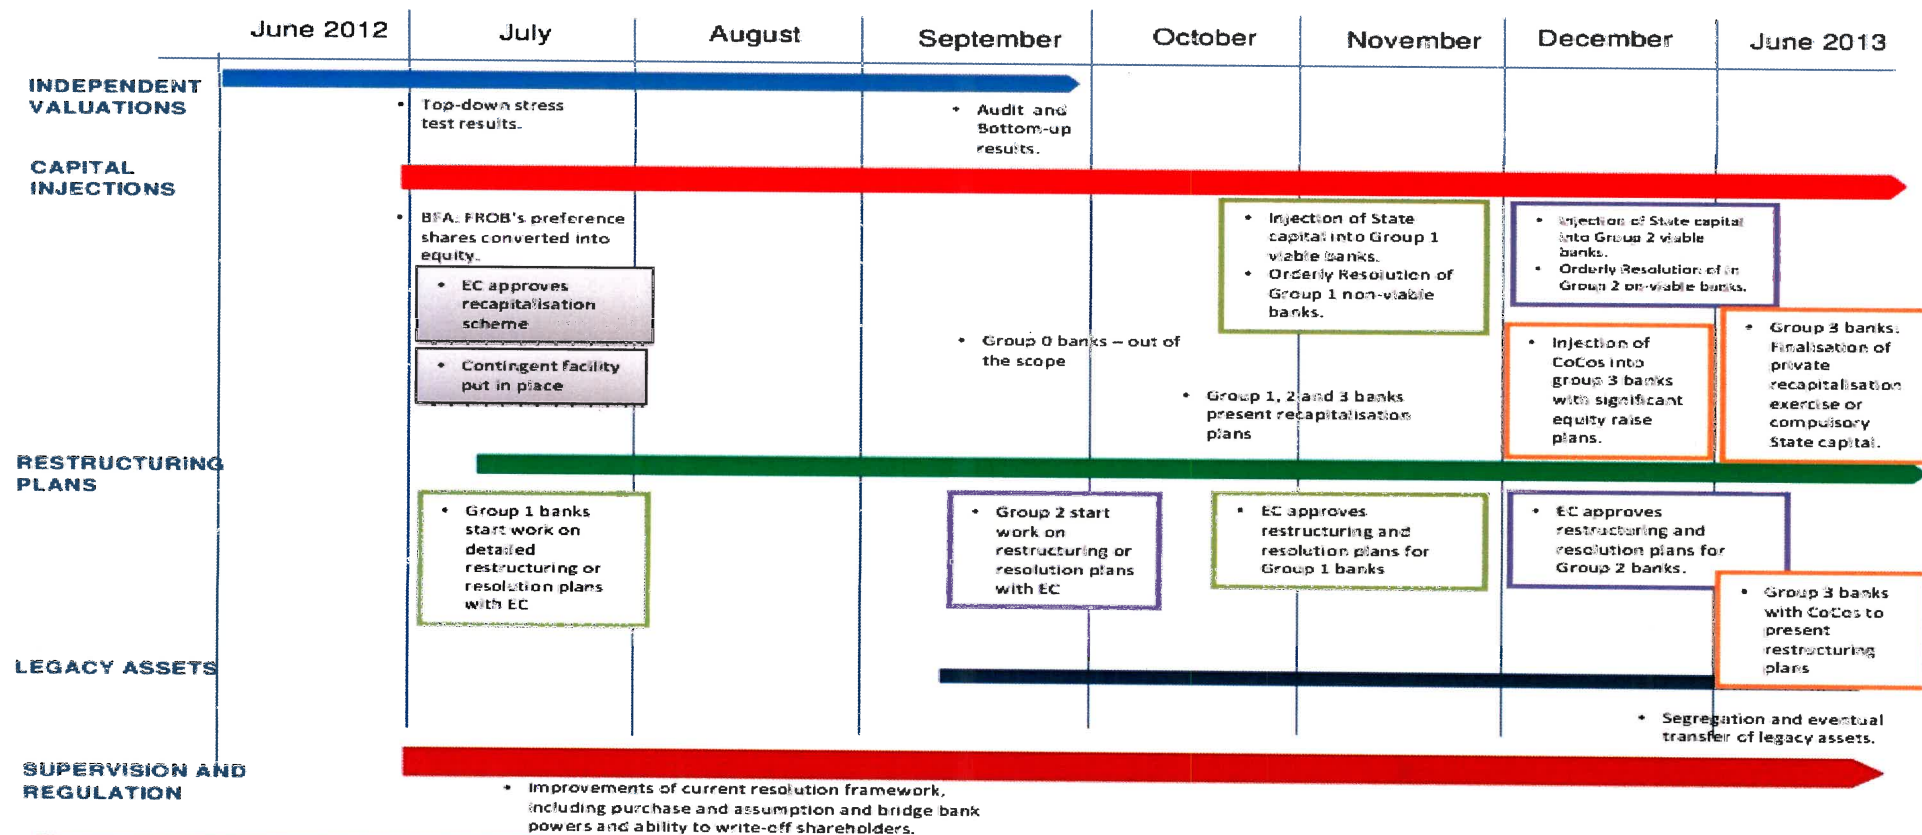 June 2012
July
August
September
October
November
December
June 2013
INDEPENDENT
VALUATIONS
• Top-down stress
test results.
• Audit and
Bottom-up
results.
CAPITAL
INJECTIONS
• BFA: FROB's preference
shares converted into
equity.
• EC approves
recapitalisation
scheme
• Contingent facility
put in place
• Group 0 banks – out of
the scope
• Group 1, 2 and 3 banks
present recapitalisation
plans
• Injection of State
capital into Group 1
viable banks.
• Orderly Resolution of
Group 1 non-viable
banks.
• Injection of State capital
into Group 2 viable
banks.
• Orderly Resolution of in
Group 2 on-viable banks.
• Injection of
CoCos into
group 3 banks
with significant
equity raise
plans.
• Group 3 banks.
Finalisation of
private
recapitalisation
exercise or
compulsory
State capital.
RESTRUCTURING
PLANS
• Group 1 banks
start work on
detailed
restructuring or
resolution plans
with EC
• Group 2 start
work on
restructuring or
resolution plans
with EC
• EC approves
restructuring and
resolution plans for
Group 1 banks
• EC approves
restructuring and
resolution plans for
Group 2 banks.
• Group 3 banks
with CoCos to
present
restructuring
plans
LEGACY ASSETS
• Segregation and eventual
transfer of legacy assets.
SUPERVISION AND
REGULATION
• Improvements of current resolution framework,
including purchase and assumption and bridge bank
powers and ability to write-off shareholders.